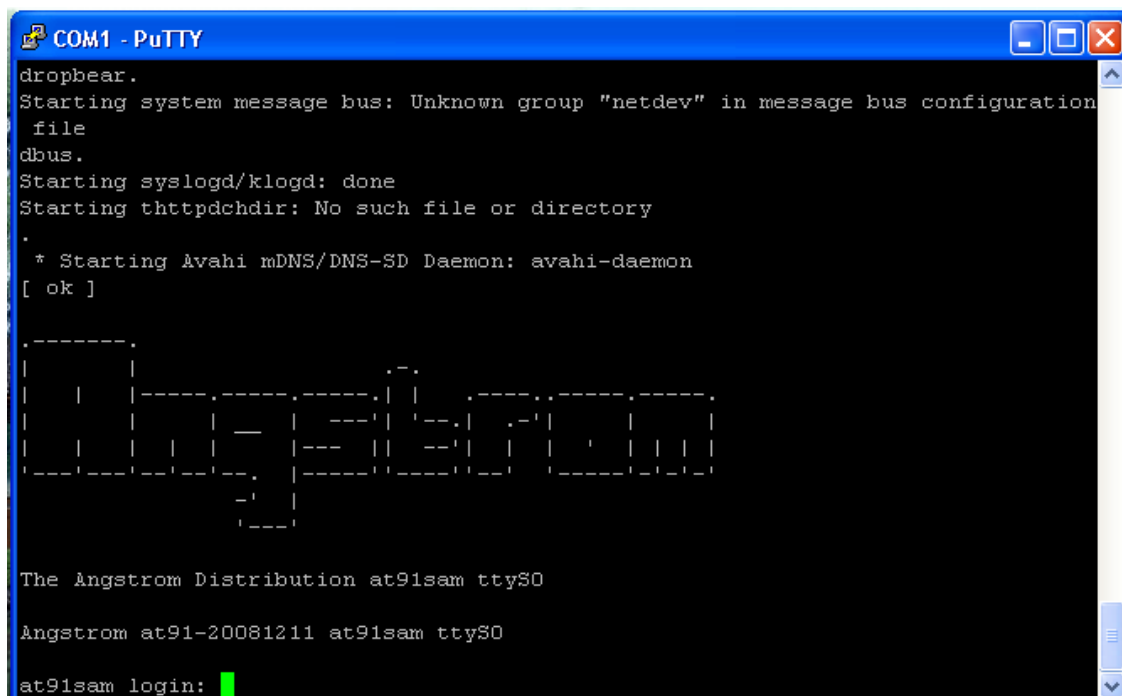 COM1 - PuTTY
dropbear.
Starting system message bus: Unknown group "netdev" in message bus configuration
 file
dbus.
Starting syslogd/klogd: done
Starting thttpdchdir: No such file or directory
.
 * Starting Avahi mDNS/DNS-SD Daemon: avahi-daemon
[ ok ]
Angstrom
The Angstrom Distribution at91sam ttyS0
Angstrom at91-20081211 at91sam ttyS0
at91sam login: